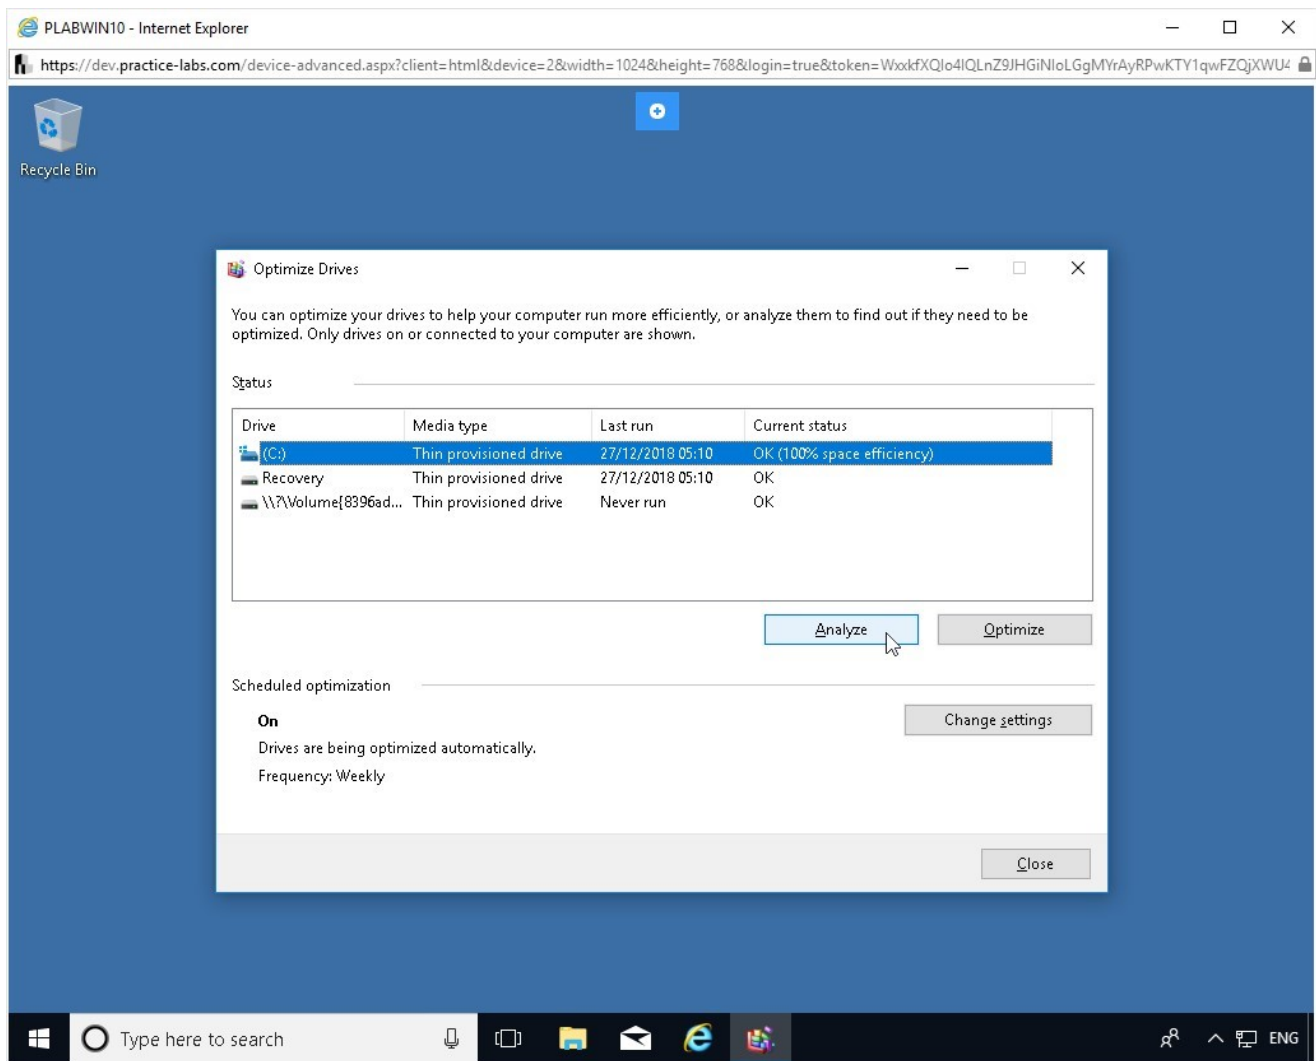 PLABWIN10 - Internet Explorer
https://dev.practice-labs.com/device-advanced.aspx?client=html&device=2&width=1024&height=768&login=true&token=
Recycle Bin
Optimize Drives
You can optimize your drives to help your computer run more efficiently, or analyze them to find out if they need to be
optimized. Only drives on or connected to your computer are shown.
Status
Drive Media type Last run Current status
(C:) Thin provisioned drive 27/12/2018 05:10 OK (100% space efficiency)
Recovery Thin provisioned drive 27/12/2018 05:10 OK
\\?\Volume{8396ad... Thin provisioned drive Never run OK
Analyze Optimize
Scheduled optimization
On Change settings
Drives are being optimized automatically.
Frequency: Weekly
Close
Type here to search ENG